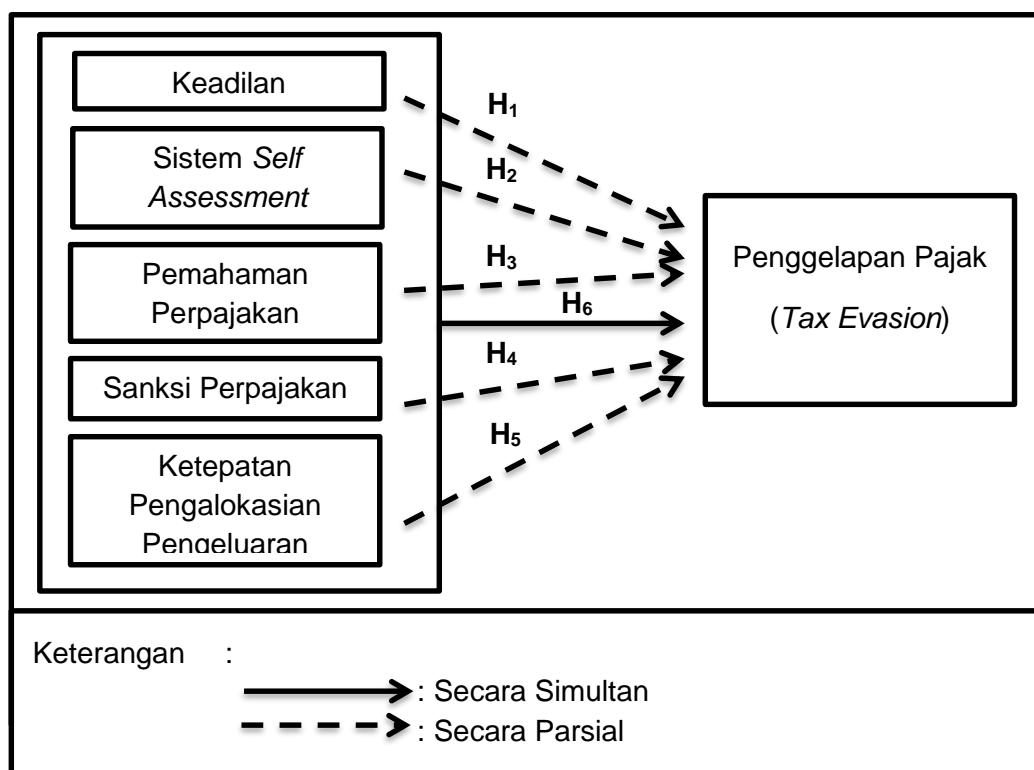 Keadilan
Sistem Self
Assessment
Pemahaman
Perpajakan
Sanksi Perpajakan
Ketepatan
Pengalokasian
Pengeluaran
H1
H2
H3
H6
H4
H5
Penggelapan Pajak
(Tax Evasion)
Keterangan :
: Secara Simultan
: Secara Parsial